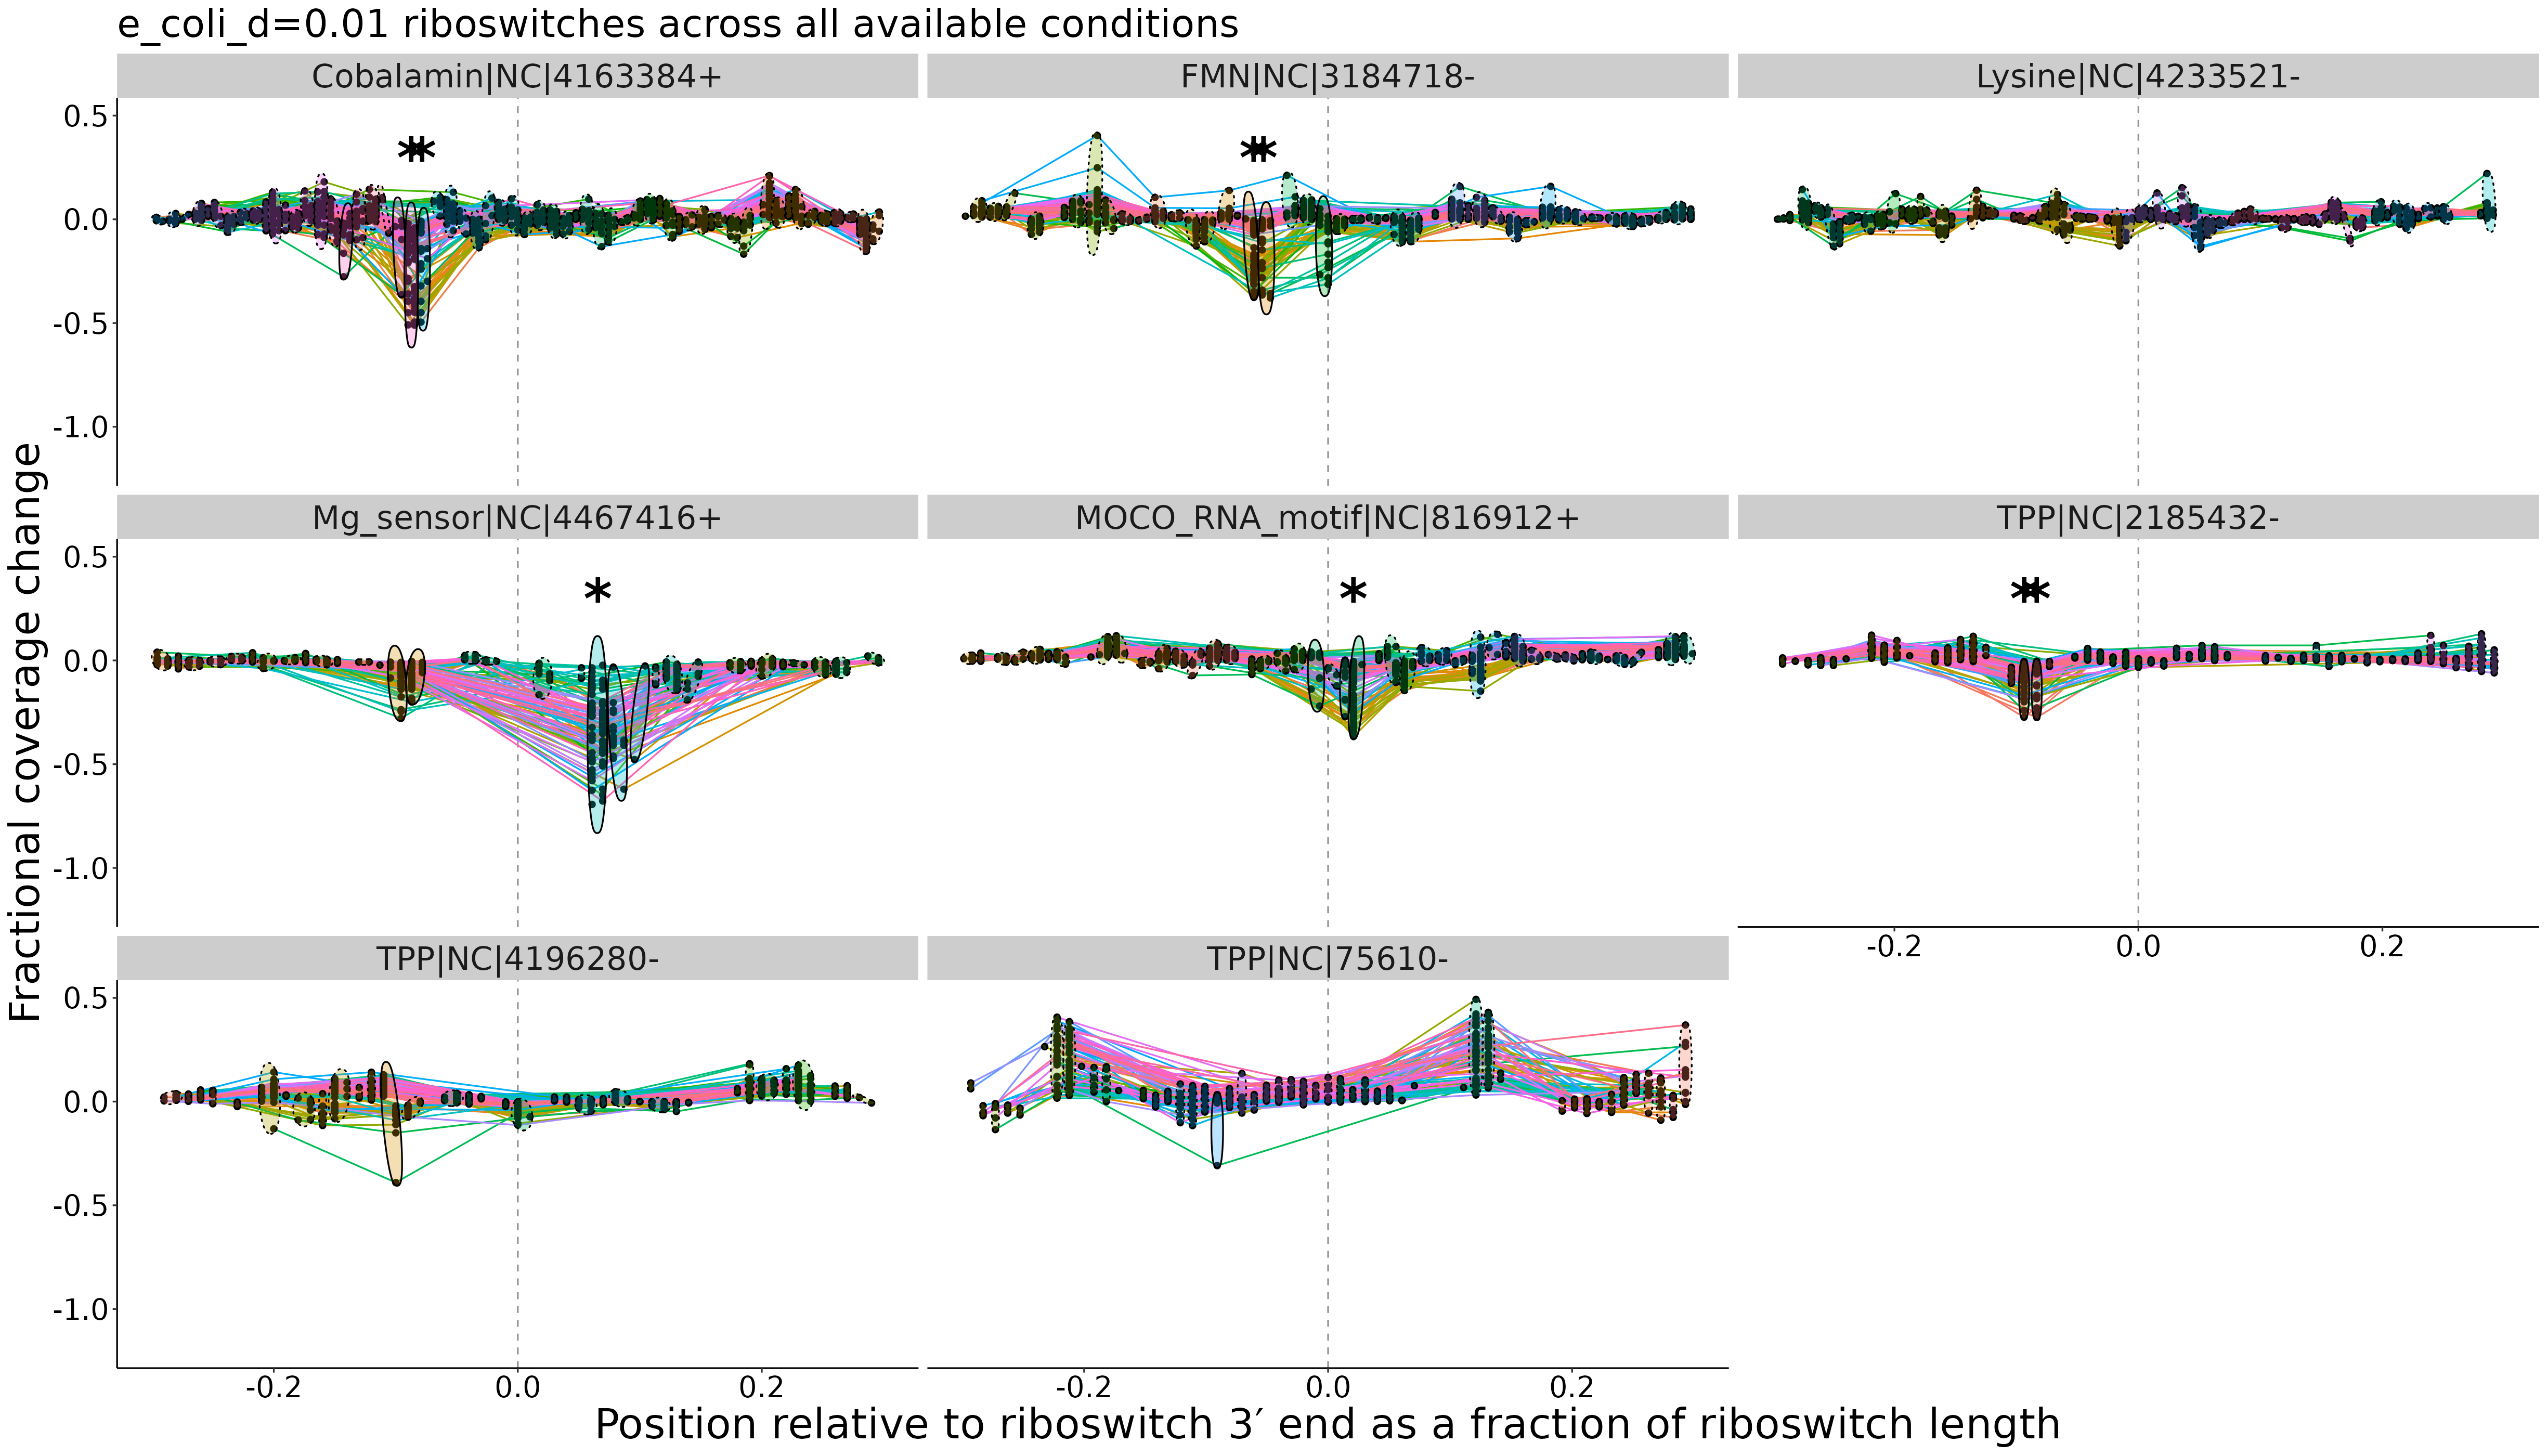 e_coli_d=0.01 riboswitches across all available conditions
Cobalamin|NC|4163384+
FMN|NC|3184718-
Lysine|NC|4233521-
0.5
0.0
-0.5
-1.0
**
**
Mg_sensor|NC|4467416+
MOCO_RNA_motif|NC|816912+
TPP|NC|2185432-
0.5
0.0
-0.5
-1.0
*
*
**
-0.2 0.0 0.2
TPP|NC|4196280-
TPP|NC|75610-
0.5
0.0
-0.5
-1.0
-0.2 0.0 0.2
-0.2 0.0 0.2
Fractional coverage change
Position relative to riboswitch 3′ end as a fraction of riboswitch length